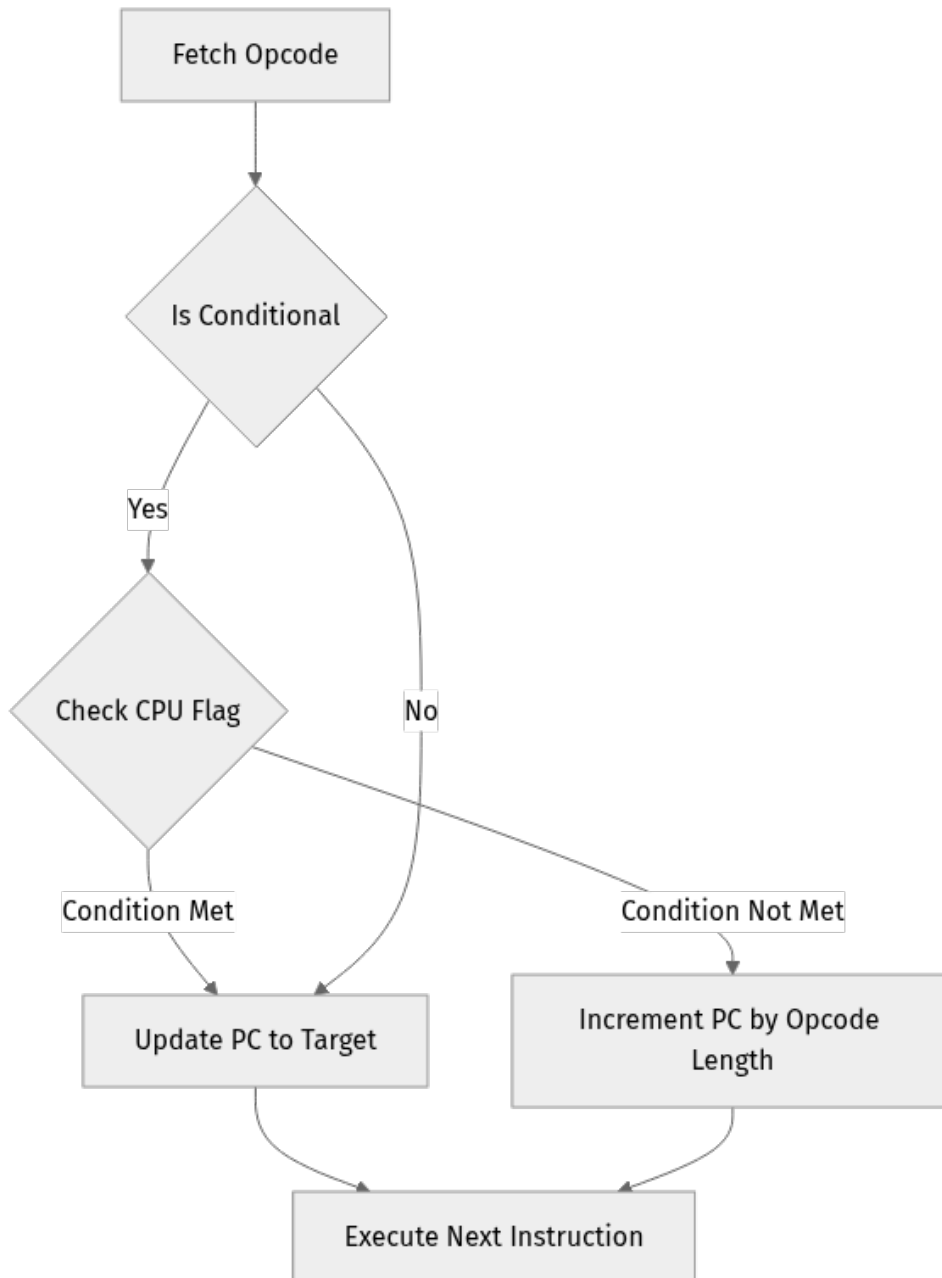 Fetch Opcode
Is Conditional
Yes
Check CPU Flag
No
Condition Met
Condition Not Met
Update PC to Target
Increment PC by Opcode
Length
Execute Next Instruction